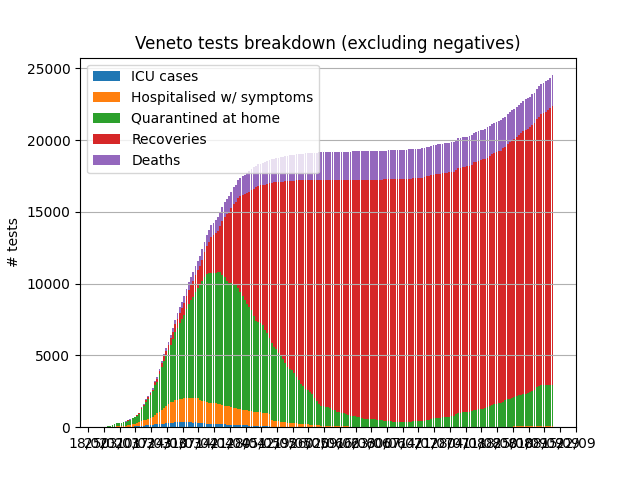 Veneto tests breakdown (excluding negatives)
25000
20000
15000
10000
5000
0
# tests
ICU cases
Hospitalised w/ symptoms
Quarantined at home
Recoveries
Deaths